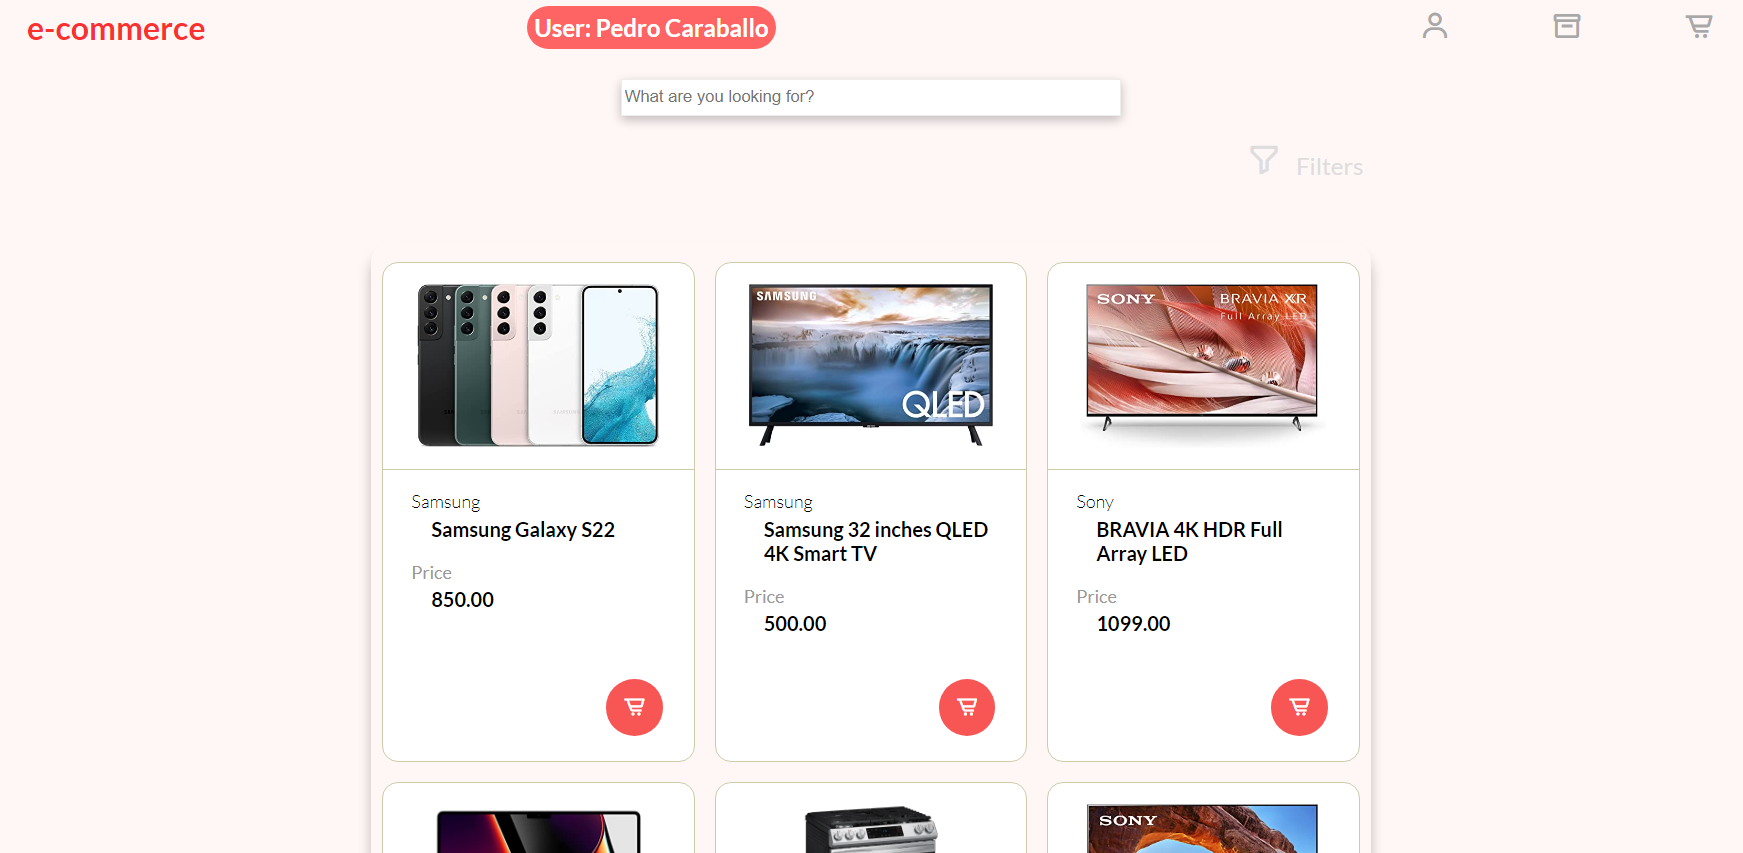 e-commerce
User: Pedro Caraballo
What are you looking for?
Filters
SAMSUNG
QLED
SONY
BRAVIA XR
Full Array LED
Samsung
Samsung Galaxy S22
Price
850.00
Samsung
Samsung 32 inches QLED
4K Smart TV
Price
500.00
Sony
BRAVIA 4K HDR Full
Array LED
Price
1099.00
SONY